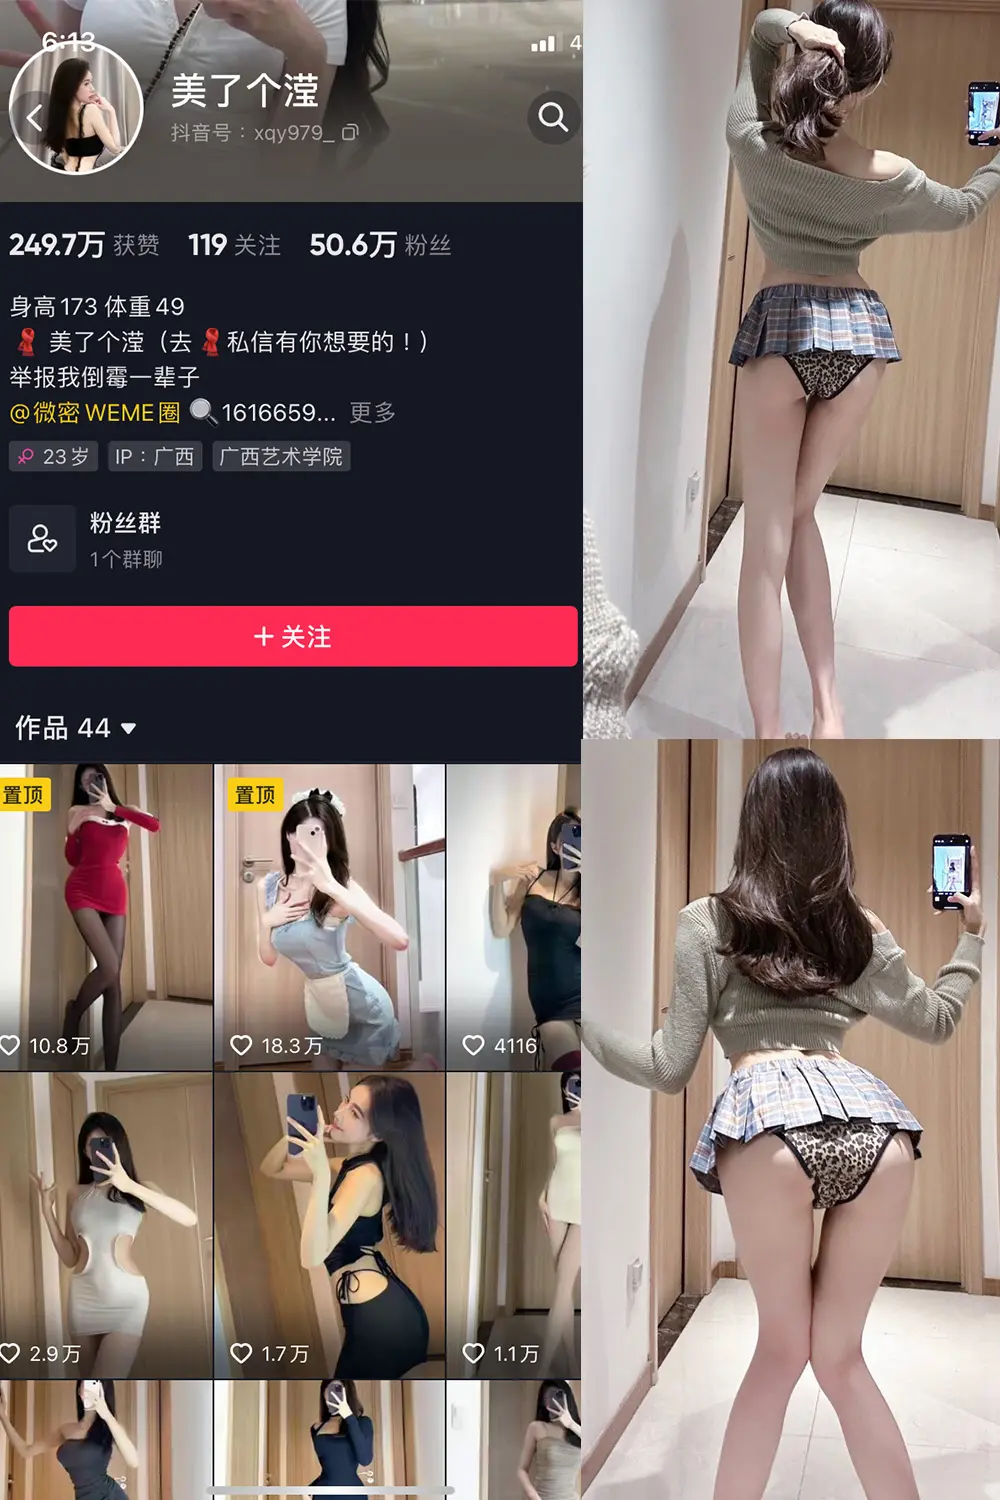 6:13
4
美了个滢
抖音号：xqy979_
249.7万 获赞 119 关注 50.6万 粉丝
身高173 体重49
美了个滢（去 私信有你想要的！）
举报我倒霉一辈子
@微密 WEME圈 1616659... 更多
23岁 IP：广西 广西艺术学院
粉丝群
1个群聊
+ 关注
作品 44
置顶
置顶
10.8万
18.3万
4116
2.9万
1.7万
1.1万